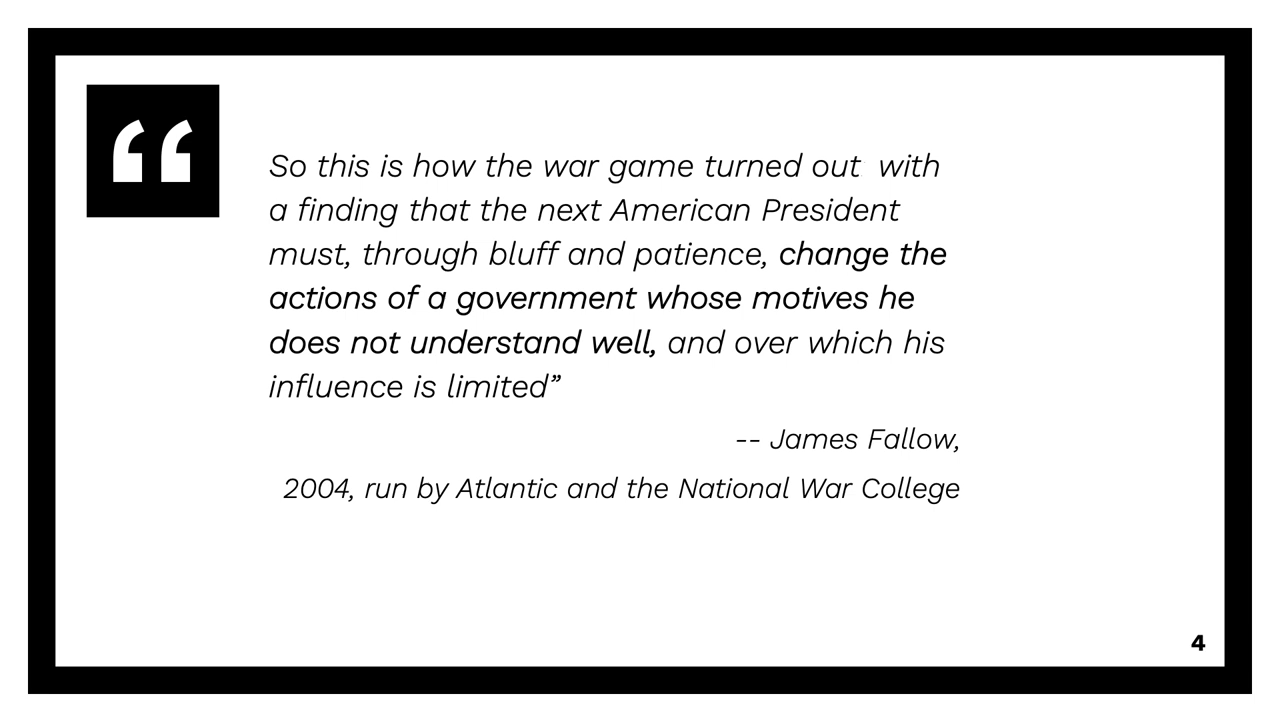 “
So this is how the war game turned out  with
a finding that the next American President
must, through bluff and patience, change the
actions of a government whose motives he
does not understand well, and over which his
influence is limited”
-- James Fallow,
2004, run by Atlantic and the National War College
4